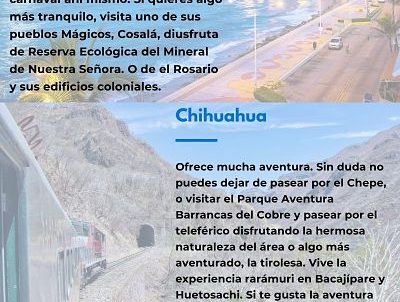 carnaval ahí mismo. Si quieres algo
más tranquilo, visita uno de sus
pueblos Mágicos, Cosalá, diusfruta
de Reserva Ecológica del Mineral
de Nuestra Señora. O de el Rosario
y sus edificios coloniales.
Chihuahua
Ofrece mucha aventura. Sin duda no
puedes dejar de pasear por el Chepe,
o visitar el Parque Aventura
Barrancas del Cobre y pasear por el
teleférico disfrutando la hermosa
naturaleza del área o algo más
aventurado, la tirolesa. Vive la
experiencia rarámuri en Bacajípare y
Huetosachi. Si te gusta la aventura